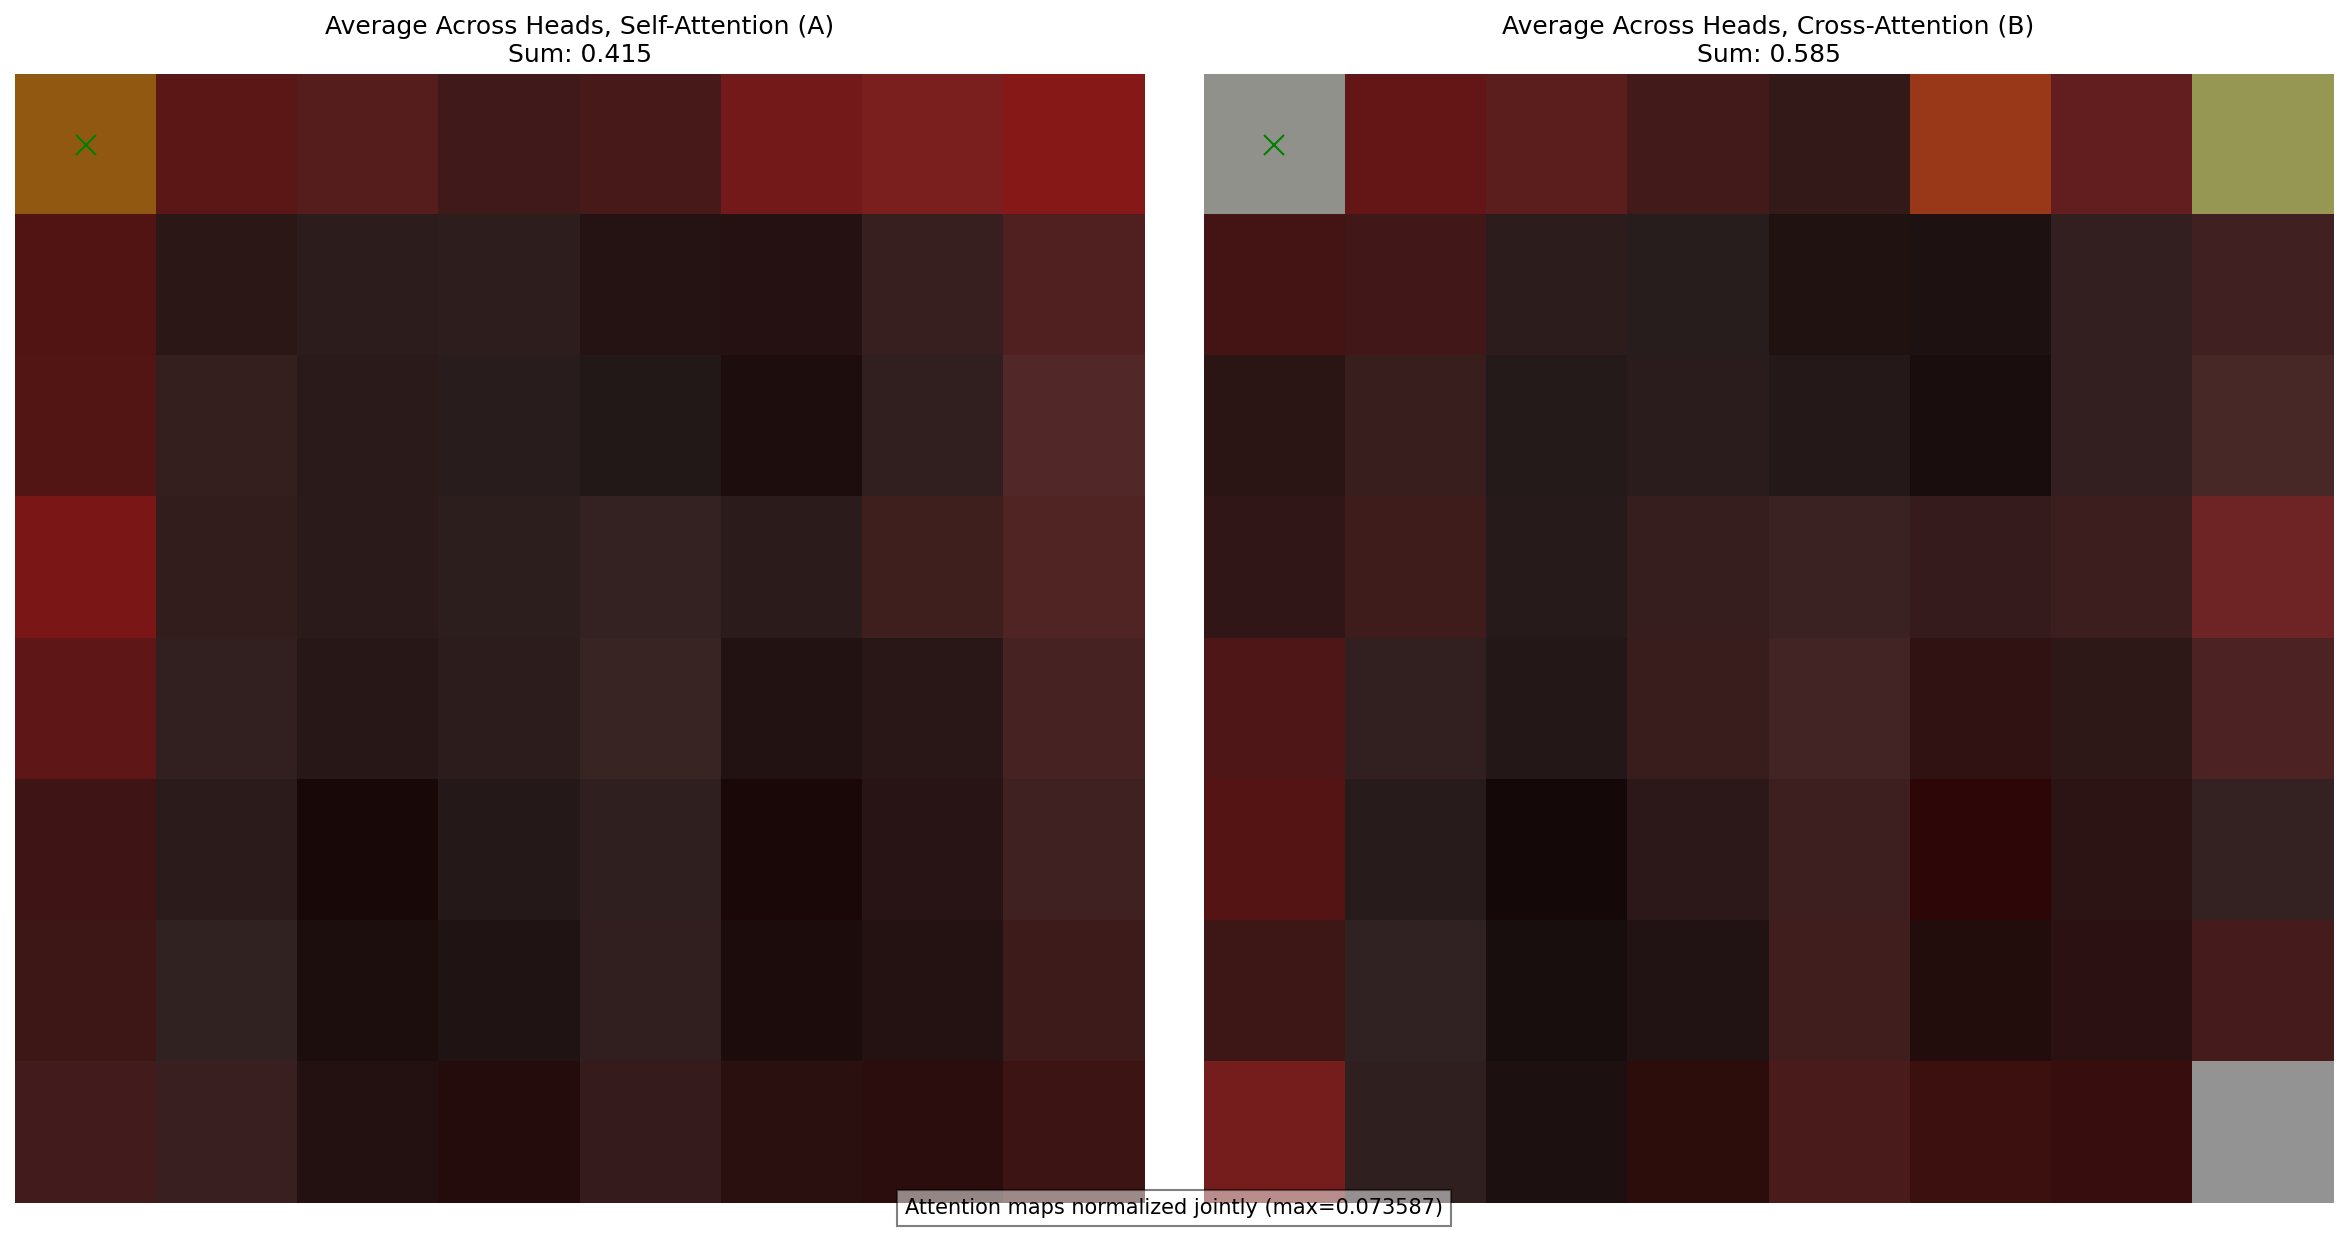 Average Across Heads, Self-Attention (A)
Sum: 0.415
Average Across Heads, Cross-Attention (B)
Sum: 0.585
Attention maps normalized jointly (max=0.073587)